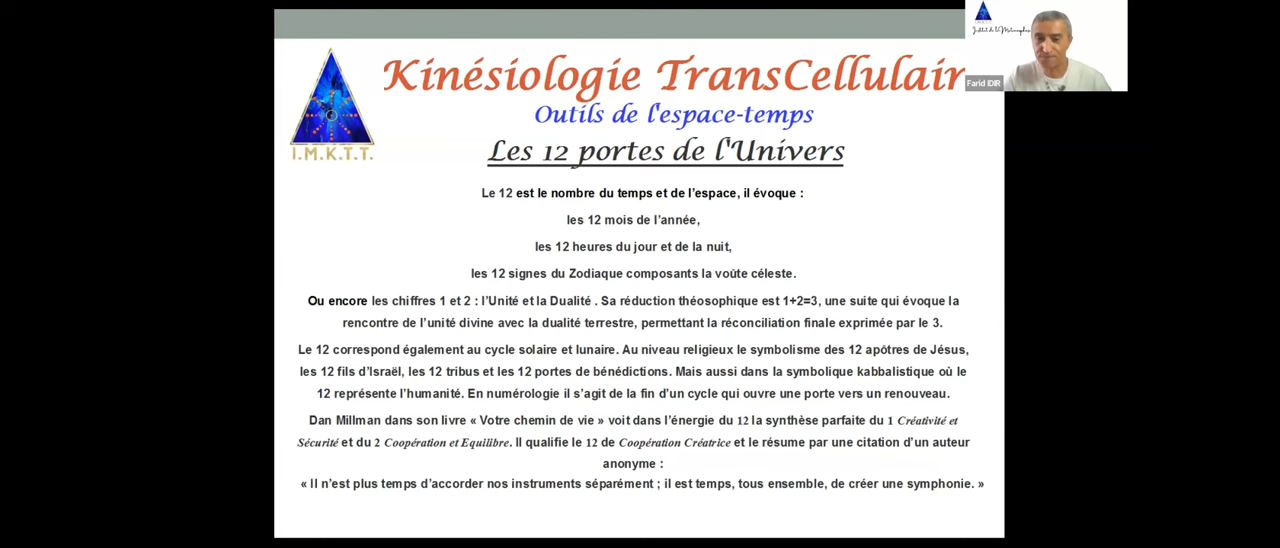 Kinésiologie TransCellulair
Outils de l'espace-temps
Les 12 portes de l'Univers
I.M.K.T.T.
Farid IDIR
Le 12 est le nombre du temps et de l'espace, il évoque :
les 12 mois de l'année,
les 12 heures du jour et de la nuit,
les 12 signes du Zodiaque composants la voûte céleste.
Ou encore les chiffres 1 et 2 : l'Unité et la Dualité . Sa réduction théosophique est 1+2=3, une suite qui évoque la
rencontre de l'unité divine avec la dualité terrestre, permettant la réconciliation finale exprimée par le 3.
Le 12 correspond également au cycle solaire et lunaire. Au niveau religieux le symbolisme des 12 apôtres de Jésus,
les 12 fils d'Israël, les 12 tribus et les 12 portes de bénédictions. Mais aussi dans la symbolique kabbalistique où le
12 représente l'humanité. En numérologie il s'agit de la fin d'un cycle qui ouvre une porte vers un renouveau.
Dan Millman dans son livre « Votre chemin de vie » voit dans l'énergie du 12 la synthèse parfaite du 1 Créativité et
Sécurité et du 2 Coopération et Equilibre. Il qualifie le 12 de Coopération Créatrice et le résume par une citation d'un auteur
anonyme :
« Il n'est plus temps d'accorder nos instruments séparément ; il est temps, tous ensemble, de créer une symphonie. »